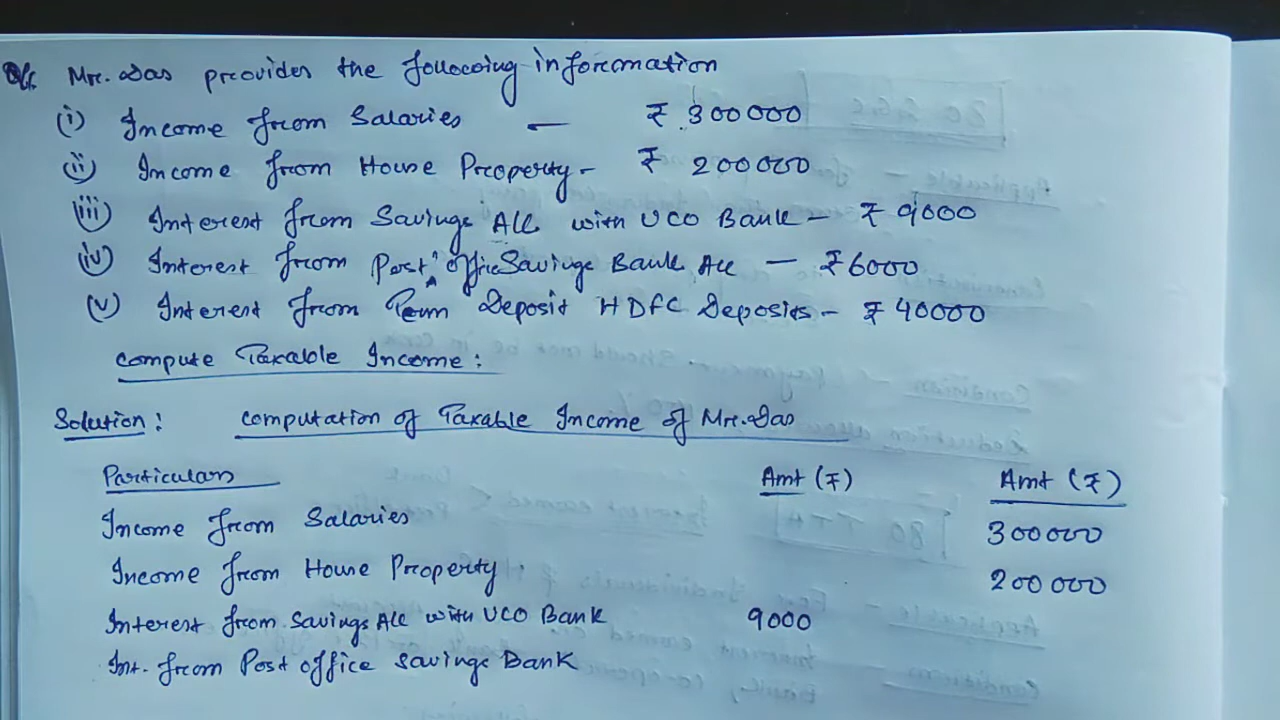 Mr. Das provides the following information
(i) Income from Salaries — ₹ 300000
(ii) Income from House Property - ₹ 200000
(iii) Interest from Savings A/c with UCO Bank - ₹ 9000
(iv) Interest from Post office Savings Bank A/c — ₹6000
(v) Interest from Term Deposit HDFC Deposits - ₹ 40000
Compute Taxable Income:
Solution: Computation of Taxable Income of Mr. Das
Particulars Amt (₹) Amt (₹)
Income from Salaries 300000
Income from House Property 200000
Interest from Savings A/c with UCO Bank 9000
Int. from Post office Savings Bank